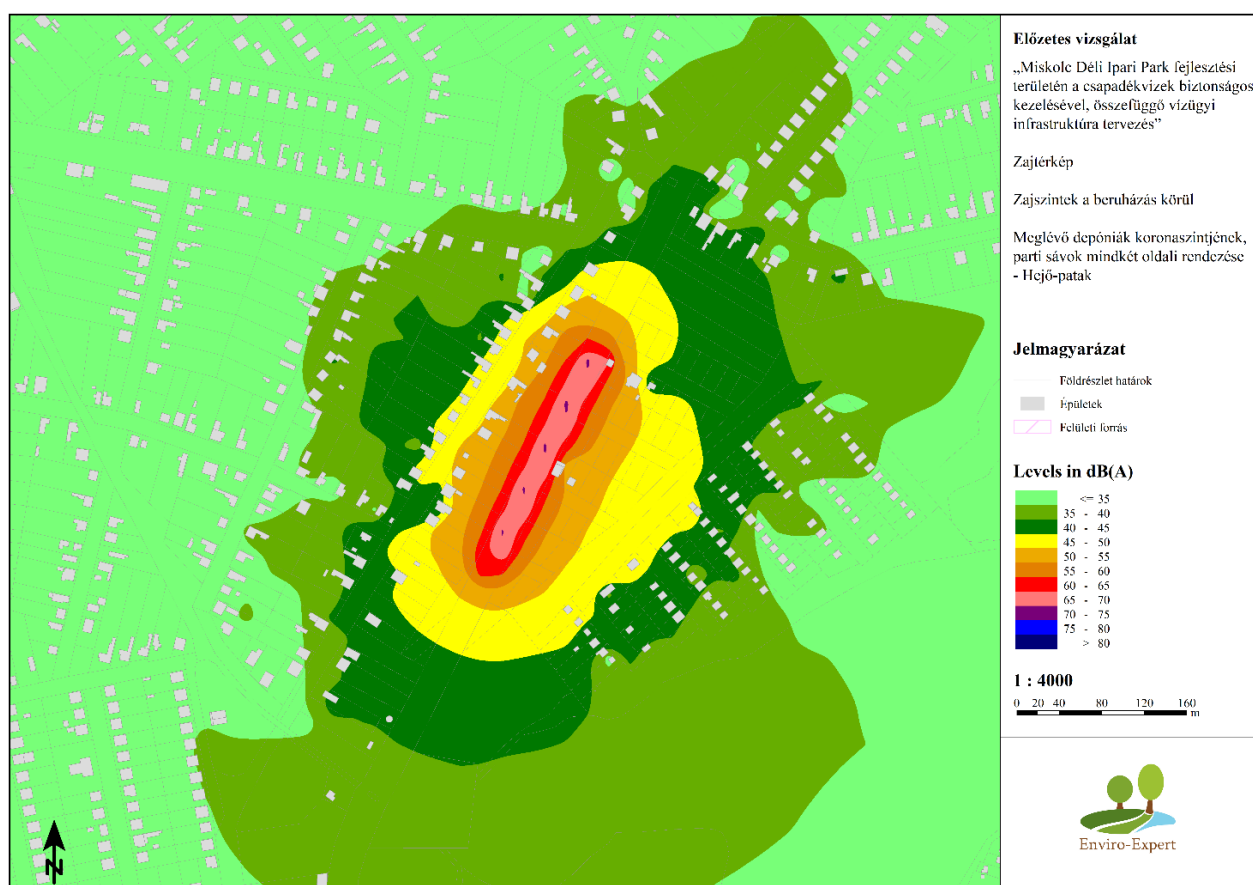 Előzetes vizsgálat
„Miskolc Déli Ipari Park fejlesztési
területén a csapadékvizek biztonságos
kezelésével, összefüggő vízügyi
infrastruktúra tervezés”
Zajtérkép
Zajszintek a beruházás körül
Meglévő depóniák koronaszintjének,
parti sávok mindkét oldali rendezése
- Hejő-patak
Jelmagyarázat
Földrészlet határok
Épületek
Felületi forrás
Levels in dB(A)
<= 35
35 - 40
40 - 45
45 - 50
50 - 55
55 - 60
60 - 65
65 - 70
70 - 75
75 - 80
> 80
1 : 4000
0 20 40 80 120 160
m
Enviro-Expert
N